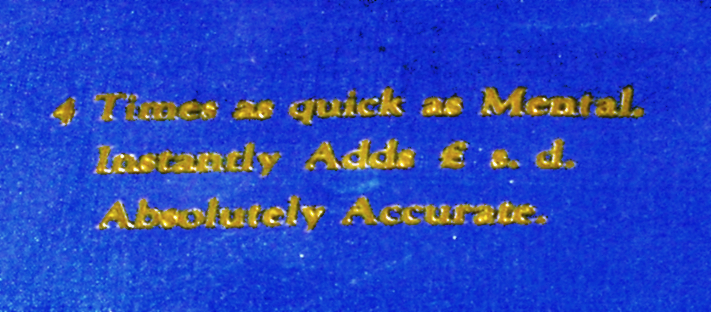 4 Times as quick as Mental.
Instantly Adds £ s. d.
Absolutely Accurate.